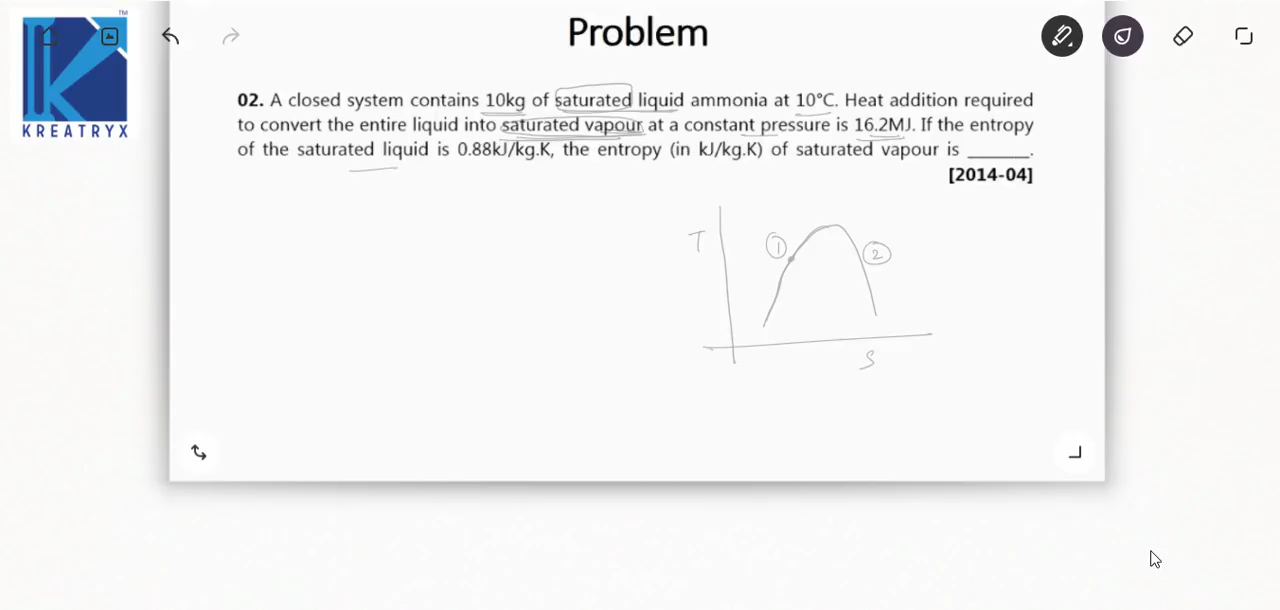 TM
KREATRYX
Problem
02. A closed system contains 10kg of saturated liquid ammonia at 10°C. Heat addition required
to convert the entire liquid into saturated vapour at a constant pressure is 16.2MJ. If the entropy
of the saturated liquid is 0.88kJ/kg.K, the entropy (in kJ/kg.K) of saturated vapour is ______.
[2014-04]
T
1
2
S